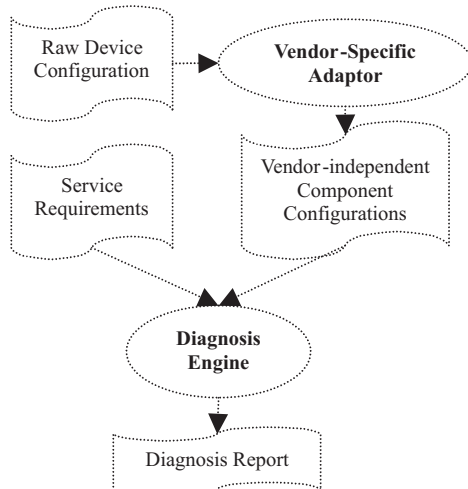 Raw Device
Configuration
Vendor-Specific
Adaptor
Service
Requirements
Vendor-independent
Component
Configurations
Diagnosis
Engine
Diagnosis Report